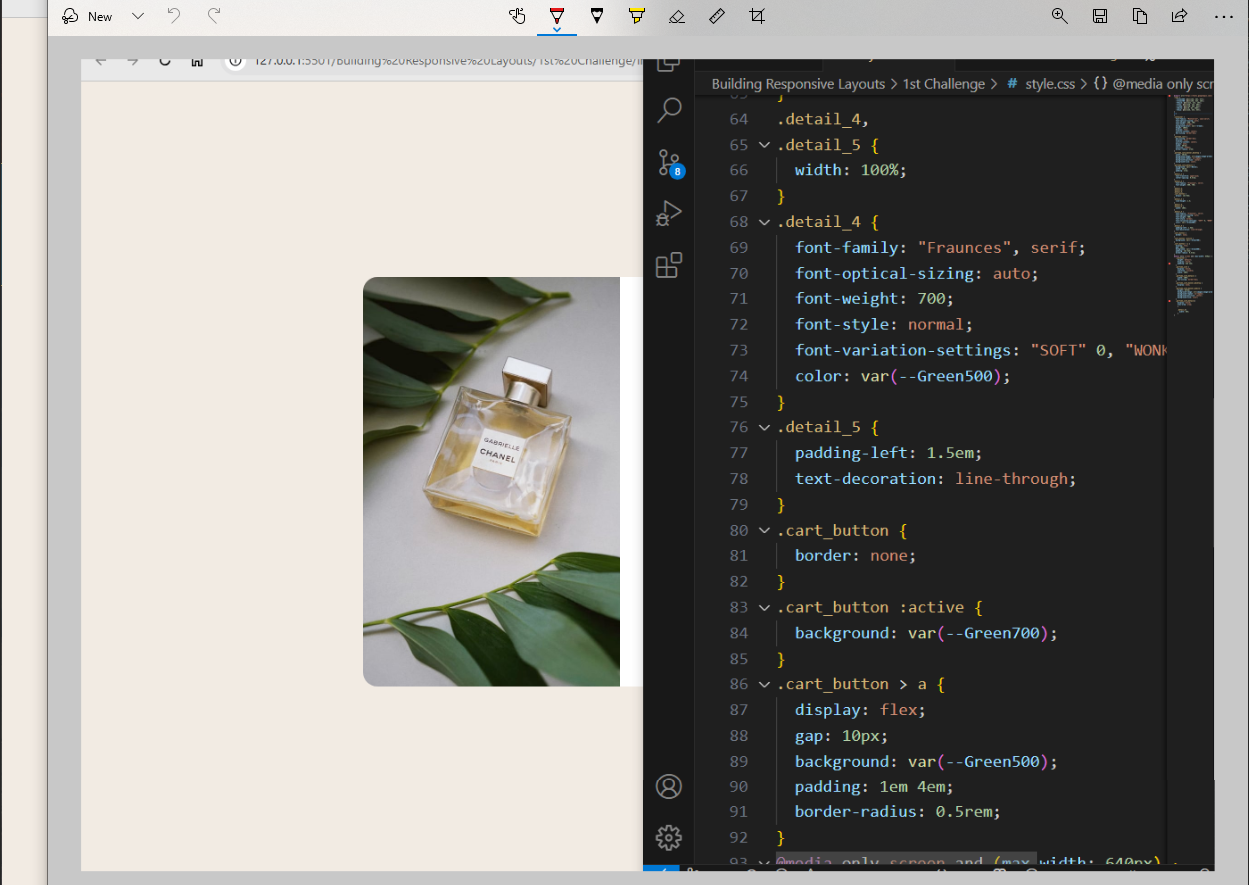 New
127.0.0.1:5501/Building%20Responsive%20Layouts/1st%20Challenge/
Building Responsive Layouts > 1st Challenge > # style.css > {} @media only scr
GABRIELLE
CHANEL
PARIS
8
63 }
64 .detail_4,
65 .detail_5 {
66 width: 100%;
67 }
68 .detail_4 {
69 font-family: "Fraunces", serif;
70 font-optical-sizing: auto;
71 font-weight: 700;
72 font-style: normal;
73 font-variation-settings: "SOFT" 0, "WONK
74 color: var(--Green500);
75 }
76 .detail_5 {
77 padding-left: 1.5em;
78 text-decoration: line-through;
79 }
80 .cart_button {
81 border: none;
82 }
83 .cart_button :active {
84 background: var(--Green700);
85 }
86 .cart_button > a {
87 display: flex;
88 gap: 10px;
89 background: var(--Green500);
90 padding: 1em 4em;
91 border-radius: 0.5rem;
92 }
93 @media only screen and (max-width: 640px)